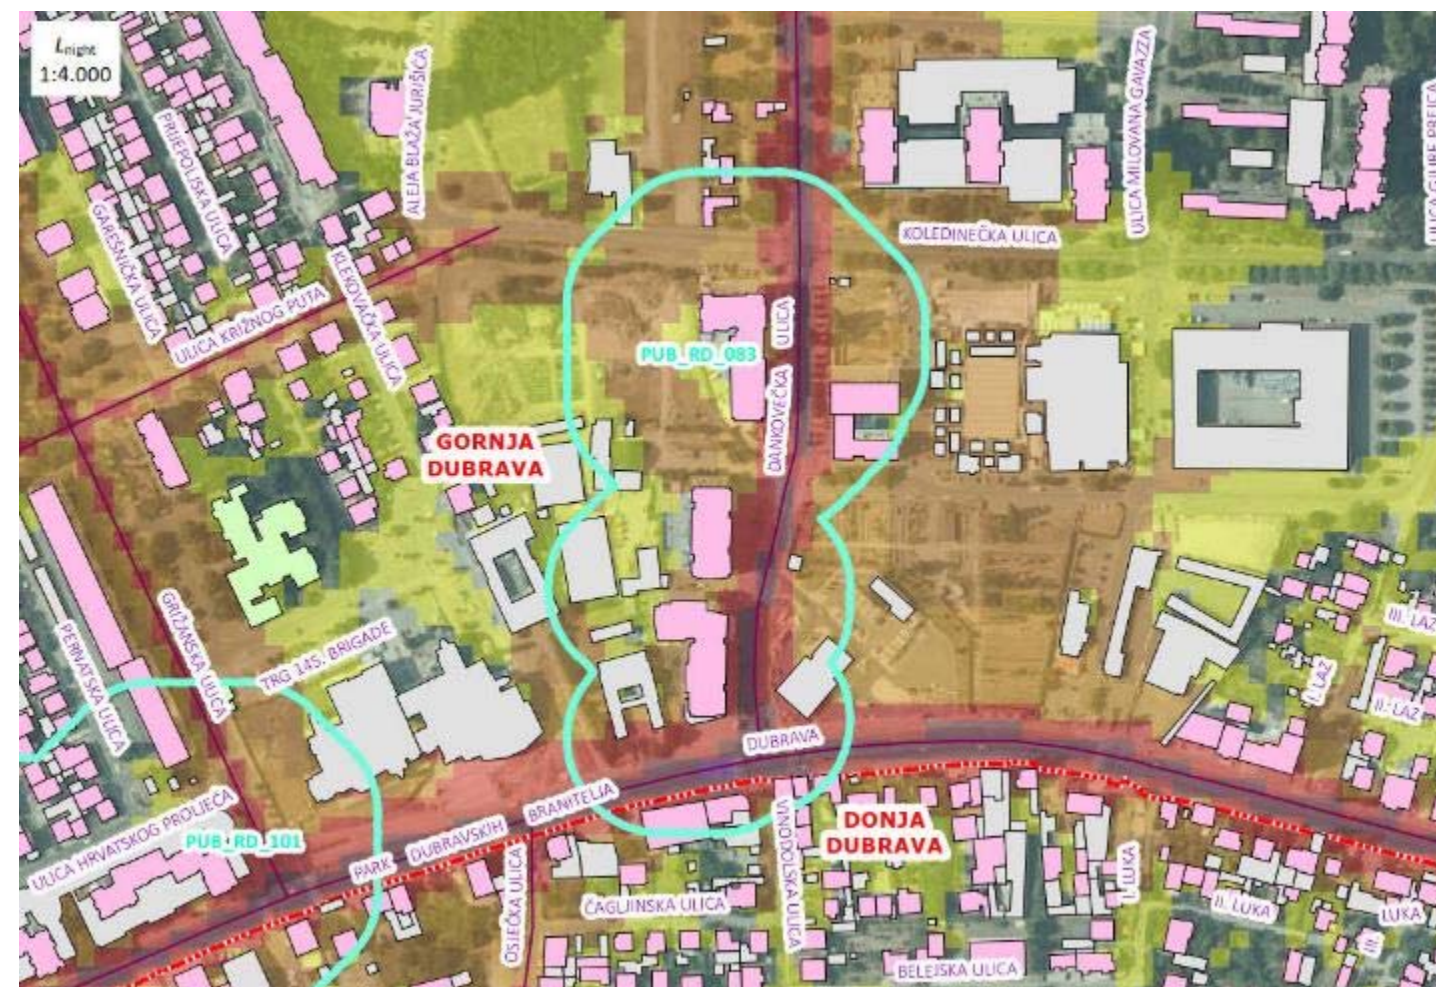 Lnight
1:4.000
PRIJEPOLJSKA ULICA
ALEJA BLAŽA JURIŠIĆA
ULICA MILOVANA GAVAZZA
GAREŠNIČKA ULICA
KLEKOVAČKA ULICA
KOLEDINEČKA ULICA
ULICA KRIŽNOG PUTA
DANKOVEČKA ULICA
PUB_RD_083
GORNJA
DUBRAVA
GRIŽANSKA ULICA
PERNATSKA ULICA
TRG 145. BRIGADE
III. LAZ
I. LAZ
II. LAZ
DUBRAVA
ULICA HRVATSKOG PROLJEĆA
PUB_RD_101
PARK DUBRAVSKIH BRANITELJA
VINODOLSKA ULICA
DONJA
DUBRAVA
OSJEČKA ULICA
ČAGLJINSKA ULICA
I. LUKA
II. LUKA
III. LUKA
BELEJSKA ULICA